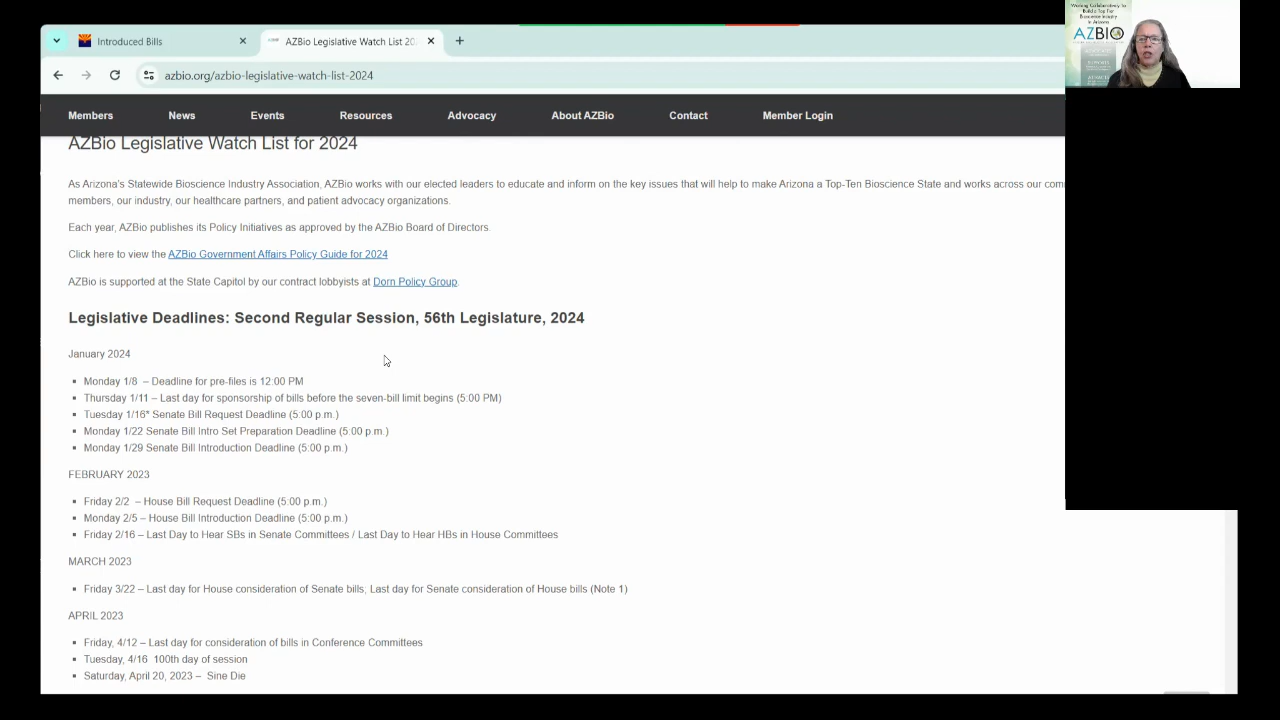 Introduced Bills
AZBio Legislative Watch List 202
azbio.org/azbio-legislative-watch-list-2024
Members News Events Resources Advocacy About AZBio Contact Member Login
AZBio Legislative Watch List for 2024
As Arizona's Statewide Bioscience Industry Association, AZBio works with our elected leaders to educate and inform on the key issues that will help to make Arizona a Top-Ten Bioscience State and works across our com
members, our industry, our healthcare partners, and patient advocacy organizations.
Each year, AZBio publishes its Policy Initiatives as approved by the AZBio Board of Directors.
Click here to view the AZBio Government Affairs Policy Guide for 2024
AZBio is supported at the State Capitol by our contract lobbyists at Dorn Policy Group.
Legislative Deadlines: Second Regular Session, 56th Legislature, 2024
January 2024
Monday 1/8 – Deadline for pre-files is 12:00 PM
Thursday 1/11 – Last day for sponsorship of bills before the seven-bill limit begins (5:00 PM)
Tuesday 1/16* Senate Bill Request Deadline (5:00 p.m.)
Monday 1/22 Senate Bill Intro Set Preparation Deadline (5:00 p.m.)
Monday 1/29 Senate Bill Introduction Deadline (5:00 p.m.)
FEBRUARY 2023
Friday 2/2 – House Bill Request Deadline (5:00 p.m.)
Monday 2/5 – House Bill Introduction Deadline (5:00 p.m.)
Friday 2/16 – Last Day to Hear SBs in Senate Committees / Last Day to Hear HBs in House Committees
MARCH 2023
Friday 3/22 – Last day for House consideration of Senate bills; Last day for Senate consideration of House bills (Note 1)
APRIL 2023
Friday, 4/12 – Last day for consideration of bills in Conference Committees
Tuesday, 4/16 100th day of session
Saturday, April 20, 2023 – Sine Die
Working Collaboratively To
Build a Top Tier
Bioscience Industry
in Arizona
AZBIO